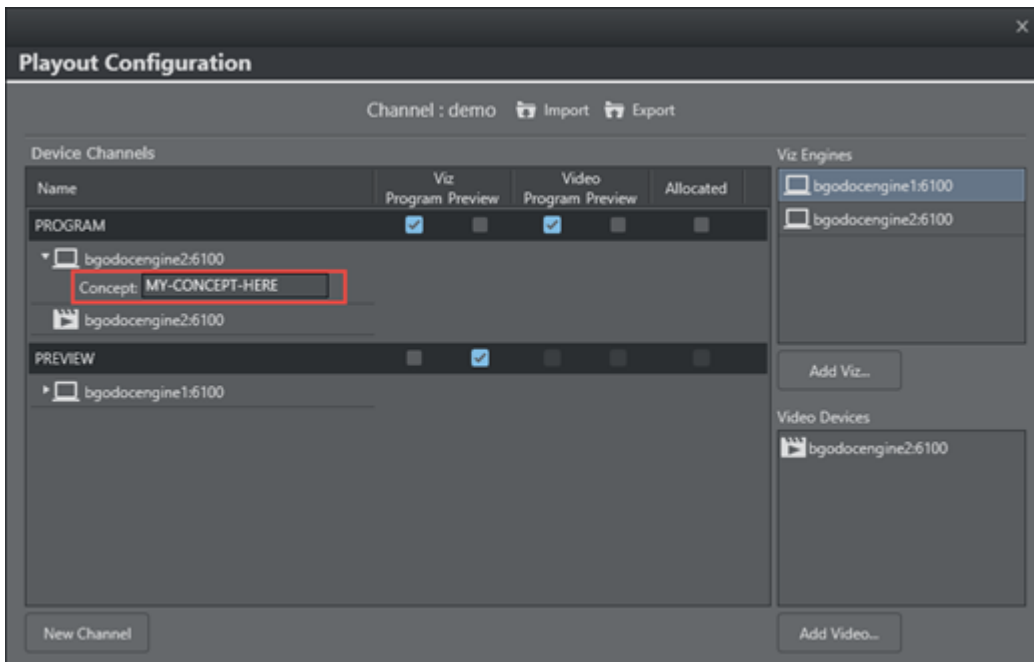 Playout Configuration
Channel : demo Import Export
Device Channels
Name Viz Program Preview Video Program Preview Allocated
PROGRAM
bgodocengine2:6100
Concept: MY-CONCEPT-HERE
bgodocengine2:6100
PREVIEW
bgodocengine1:6100
New Channel
Viz Engines
bgodocengine1:6100
bgodocengine2:6100
Add Viz...
Video Devices
bgodocengine2:6100
Add Video...